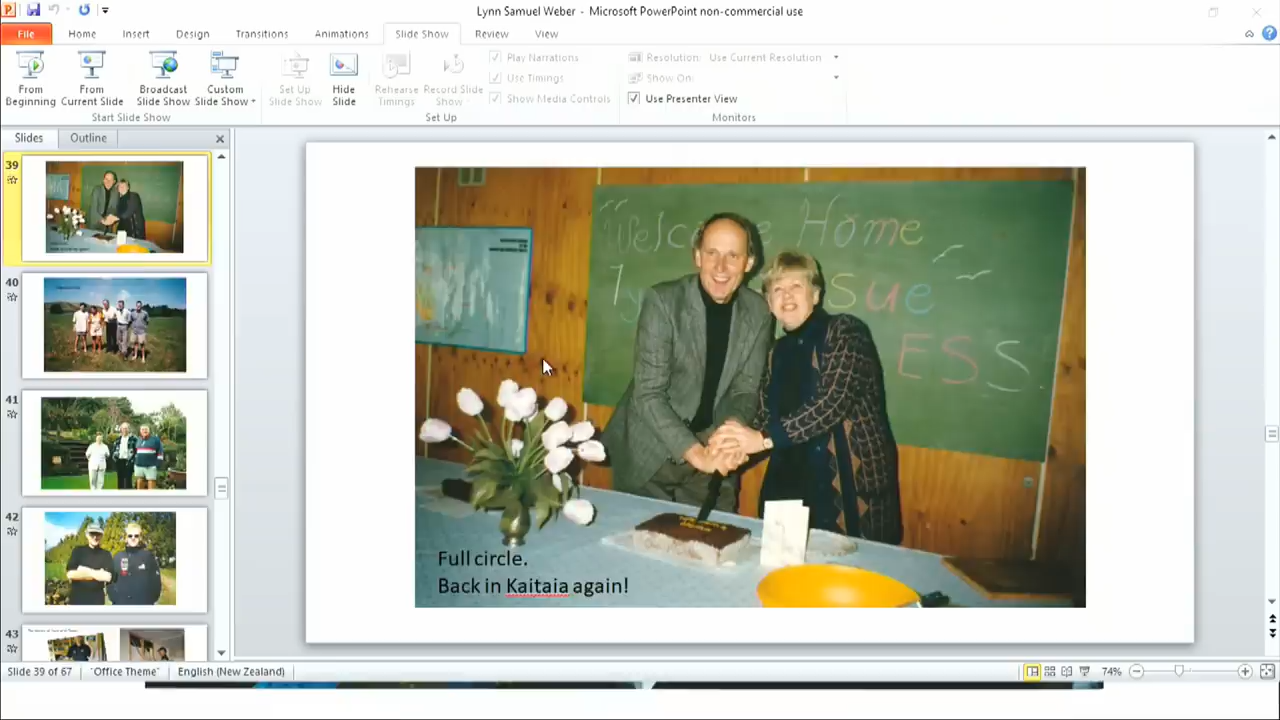 Lynn Samuel Weber - Microsoft PowerPoint non-commercial use
File Home Insert Design Transitions Animations Slide Show Review View
From Beginning
From Current Slide
Broadcast Slide Show
Custom Slide Show
Set Up Slide Show
Hide Slide
Rehearse Timings
Record Slide Show
Play Narrations
Use Timings
Show Media Controls
Resolution: Use Current Resolution
Show On:
Use Presenter View
Start Slide Show Set Up Monitors
Slides Outline
39
40
41
42
43
Welcome Home
Sue
ESS
Full circle.
Back in Kaitaia again!
Slide 39 of 67 "Office Theme" English (New Zealand) 74%